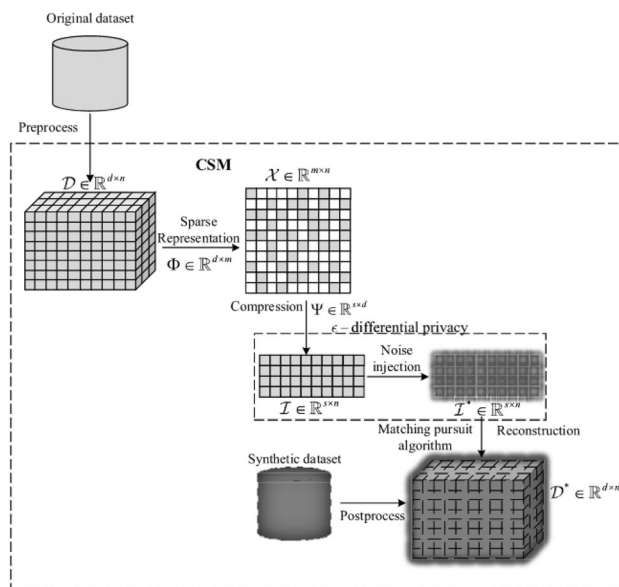 Original dataset
Preprocess
CSM
𝒟 ∈ ℝ^{d×n}
𝒳 ∈ ℝ^{m×n}
Sparse
Representation
Φ ∈ ℝ^{d×m}
Compression
Ψ ∈ ℝ^{s×d}
ϵ – differential privacy
Noise
injection
ℐ ∈ ℝ^{s×n}
ℐ^* ∈ ℝ^{s×n}
Matching pursuit
algorithm
Reconstruction
Synthetic dataset
Postprocess
𝒟^* ∈ ℝ^{d×n}